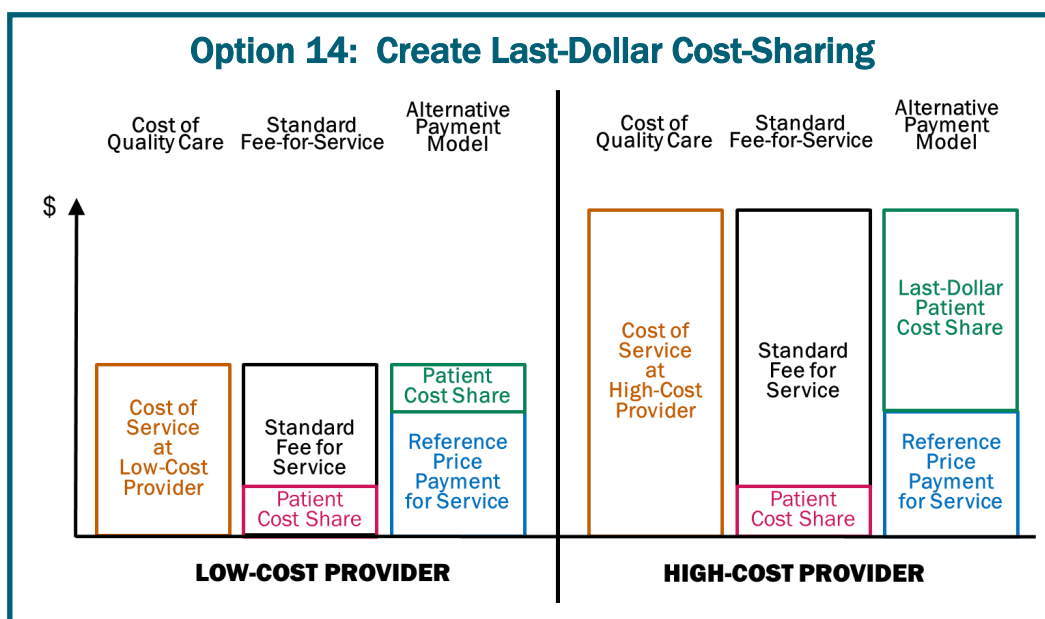 Option 14: Create Last-Dollar Cost-Sharing
Cost of
Quality Care
Standard
Fee-for-Service
Alternative
Payment
Model
Cost of
Quality Care
Standard
Fee-for-Service
Alternative
Payment
Model
$
Cost of
Service
at
Low-Cost
Provider
Standard
Fee for
Service
Patient
Cost Share
Patient
Cost Share
Reference
Price
Payment
for Service
Cost of
Service
at
High-Cost
Provider
Standard
Fee for
Service
Patient
Cost Share
Last-Dollar
Patient
Cost Share
Reference
Price
Payment
for Service
LOW-COST PROVIDER
HIGH-COST PROVIDER